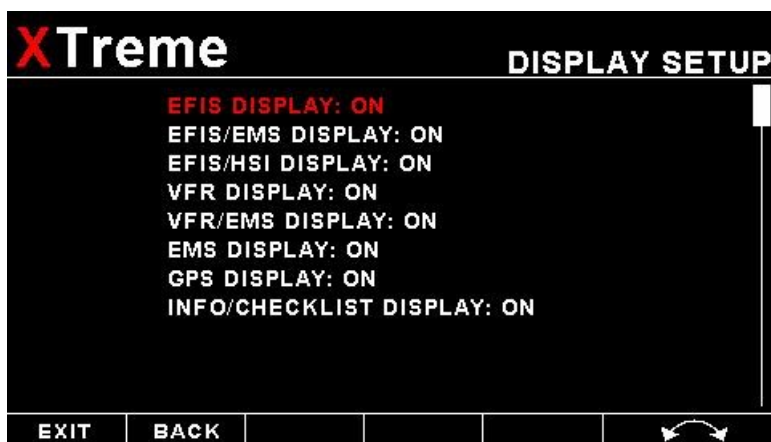 XTreme
DISPLAY SETUP
EFIS DISPLAY: ON
EFIS/EMS DISPLAY: ON
EFIS/HSI DISPLAY: ON
VFR DISPLAY: ON
VFR/EMS DISPLAY: ON
EMS DISPLAY: ON
GPS DISPLAY: ON
INFO/CHECKLIST DISPLAY: ON
EXIT BACK